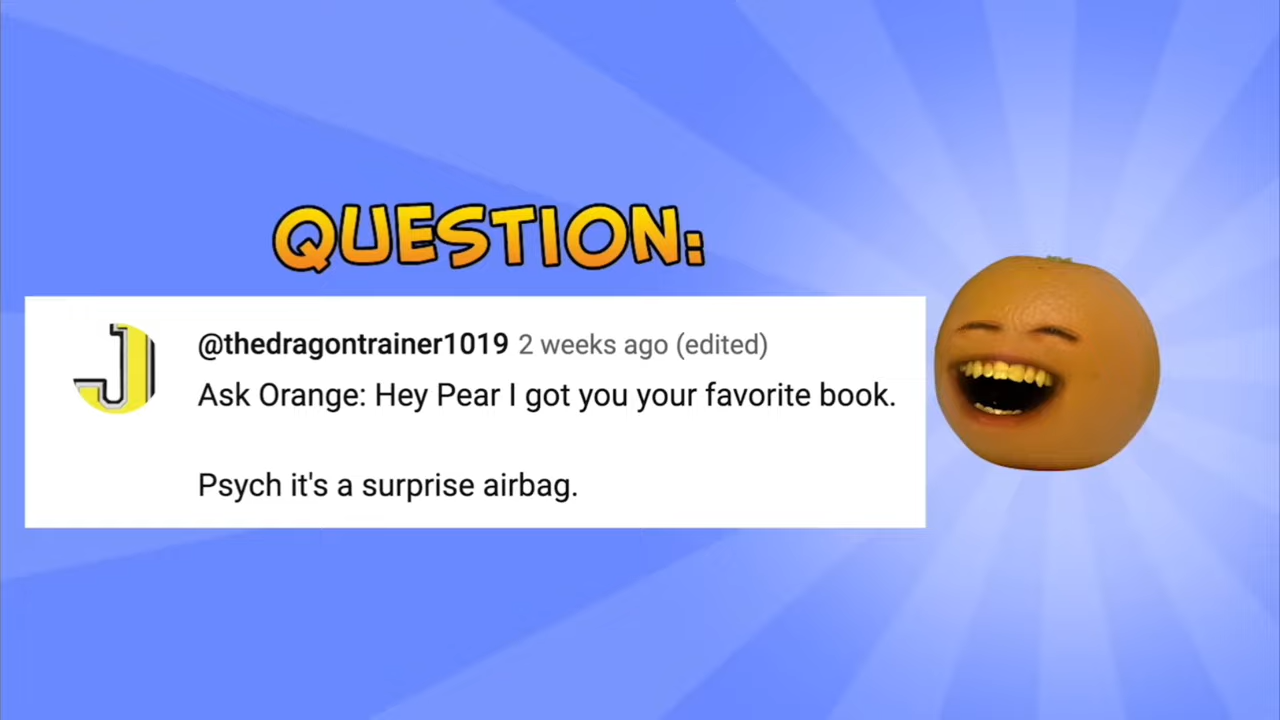 QUESTION:
@thedragontrainer1019 2 weeks ago (edited)
Ask Orange: Hey Pear I got you your favorite book.
Psych it's a surprise airbag.